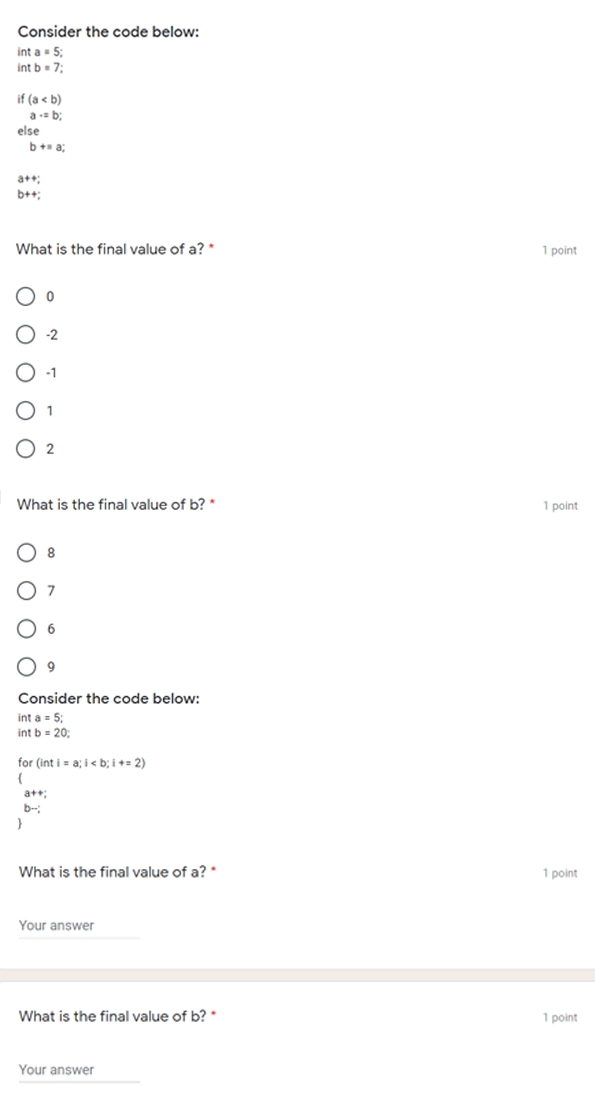 Consider the code below:
int a = 5;
int b = 7;
if (a < b)
a -= b;
else
b += a;
a++;
b++;
What is the final value of a? *
1 point
0
-2
-1
1
2
What is the final value of b? *
1 point
8
7
6
9
Consider the code below:
int a = 5;
int b = 20;
for (int i = a; i < b; i += 2)
{
a++;
b--;
}
What is the final value of a? *
1 point
Your answer
What is the final value of b? *
1 point
Your answer